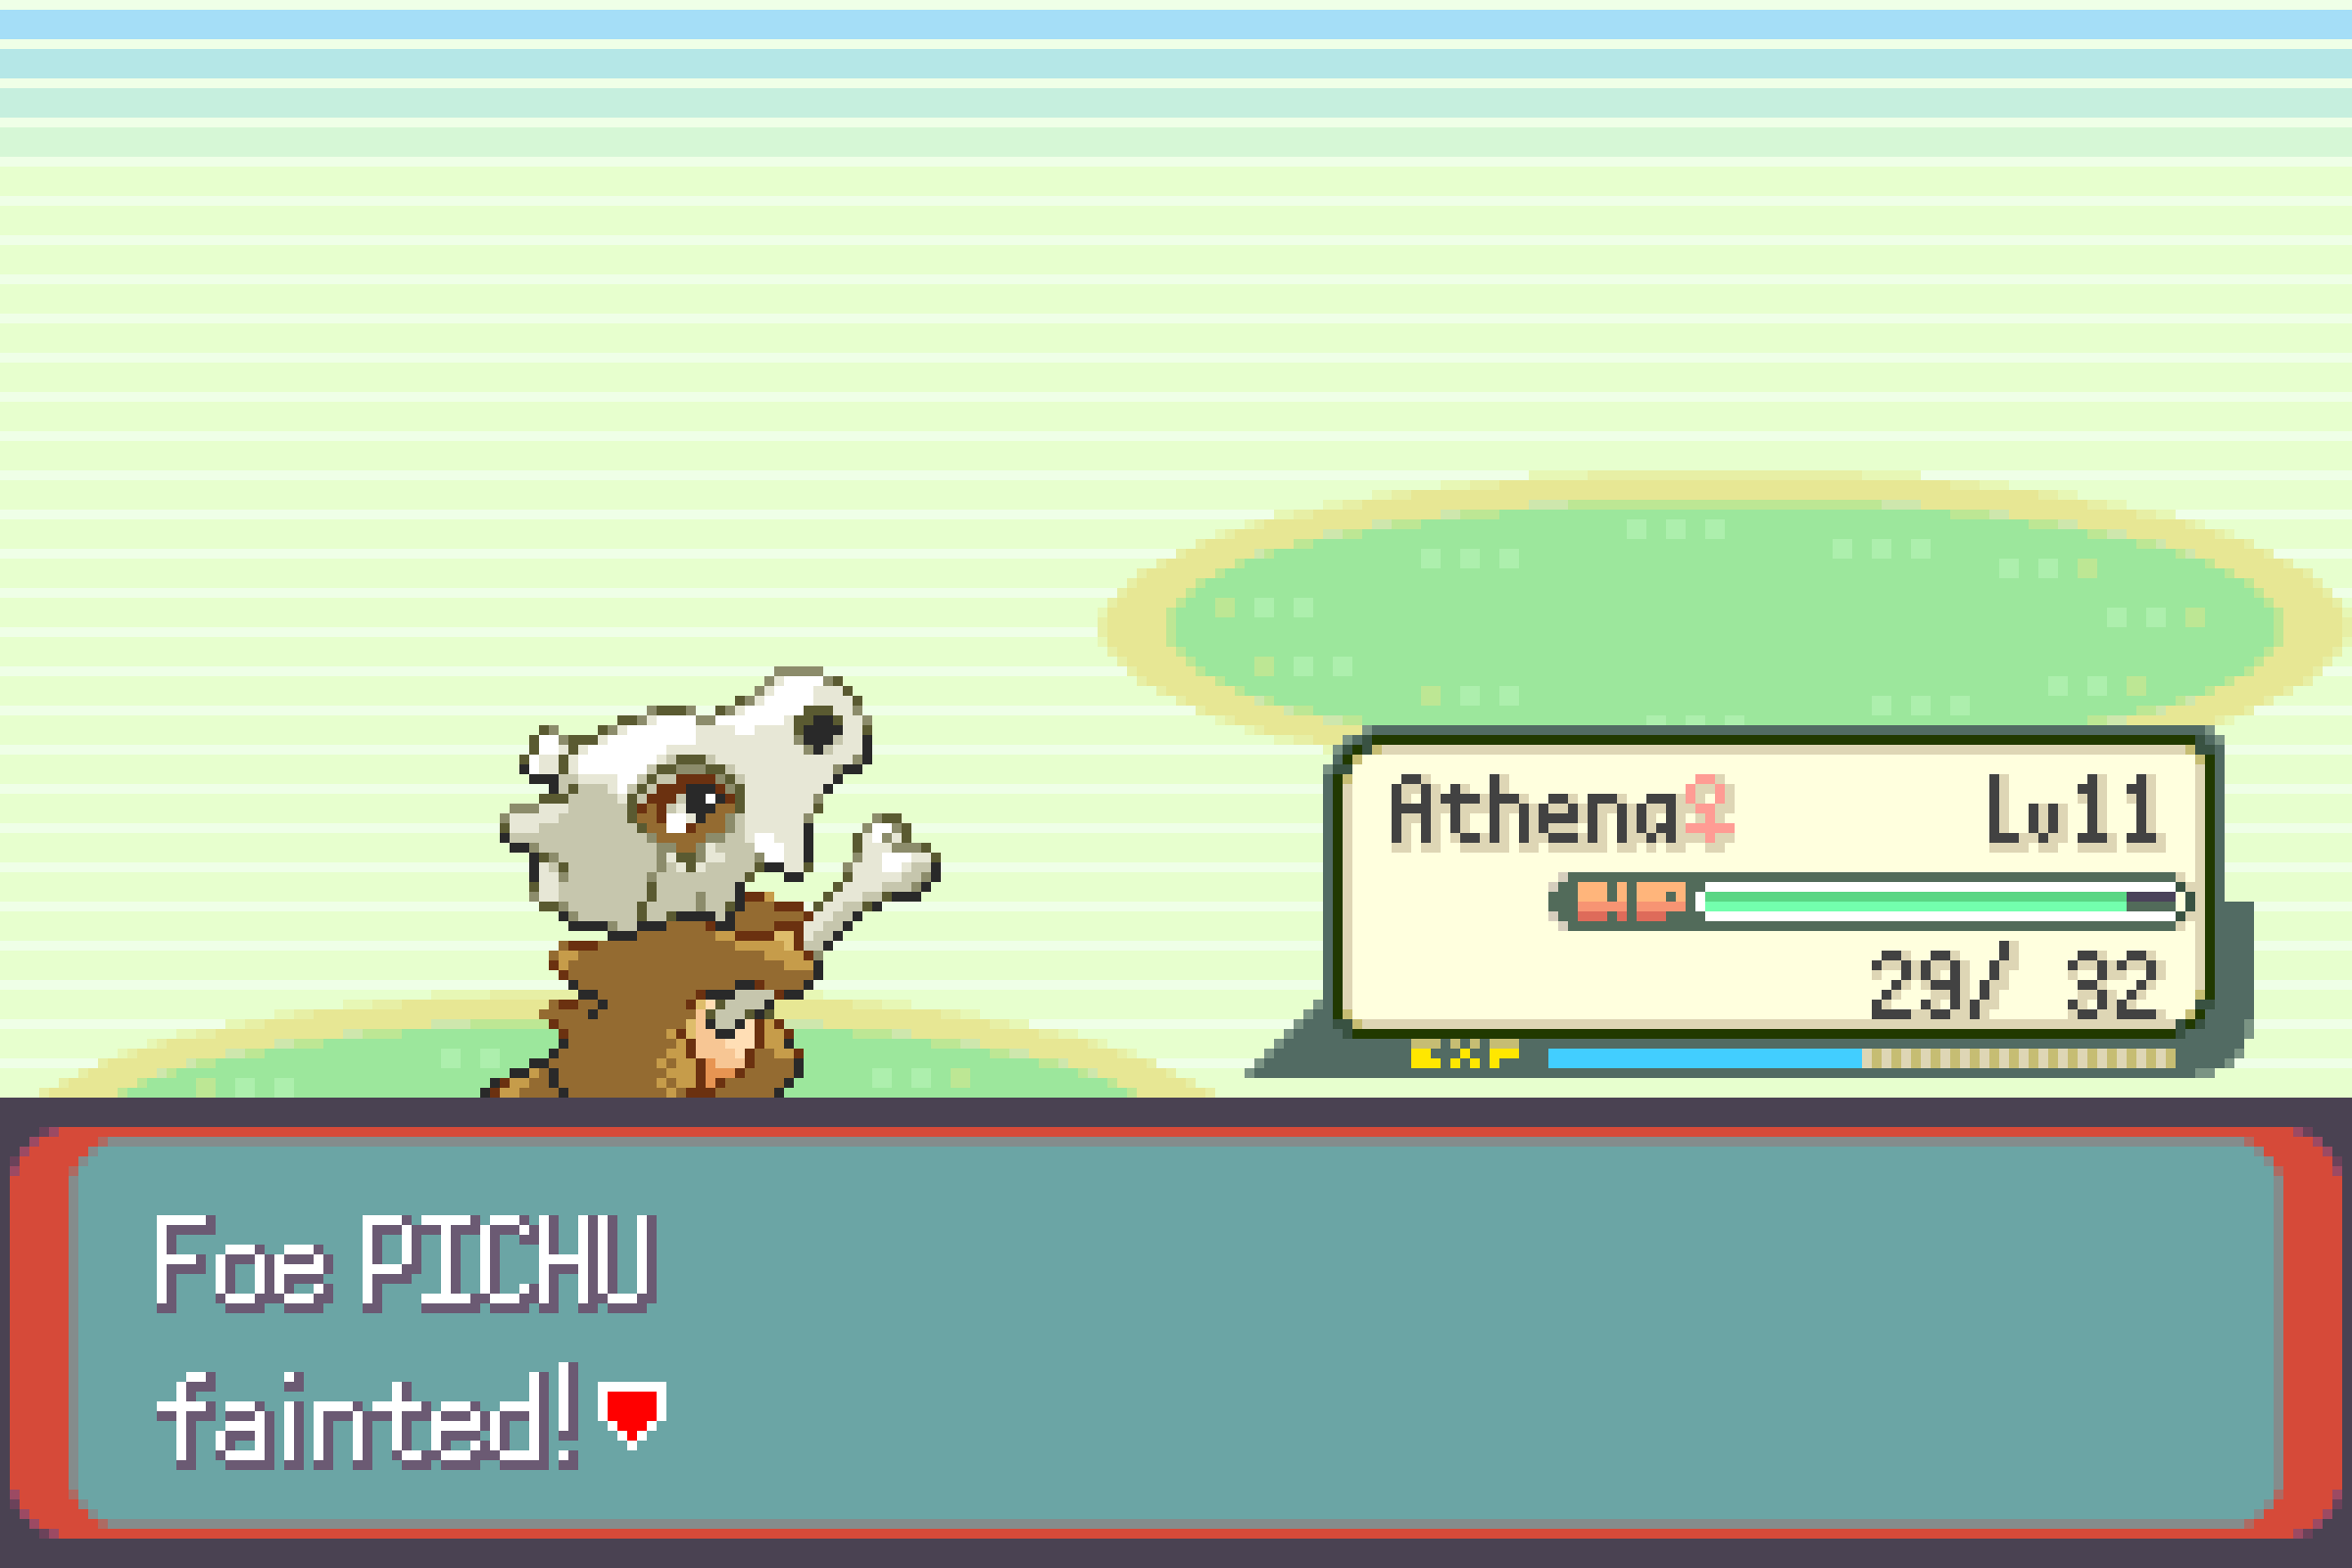 Athena♀ Lv11
HP
29/ 32
EXP
Foe PICHU
fainted!